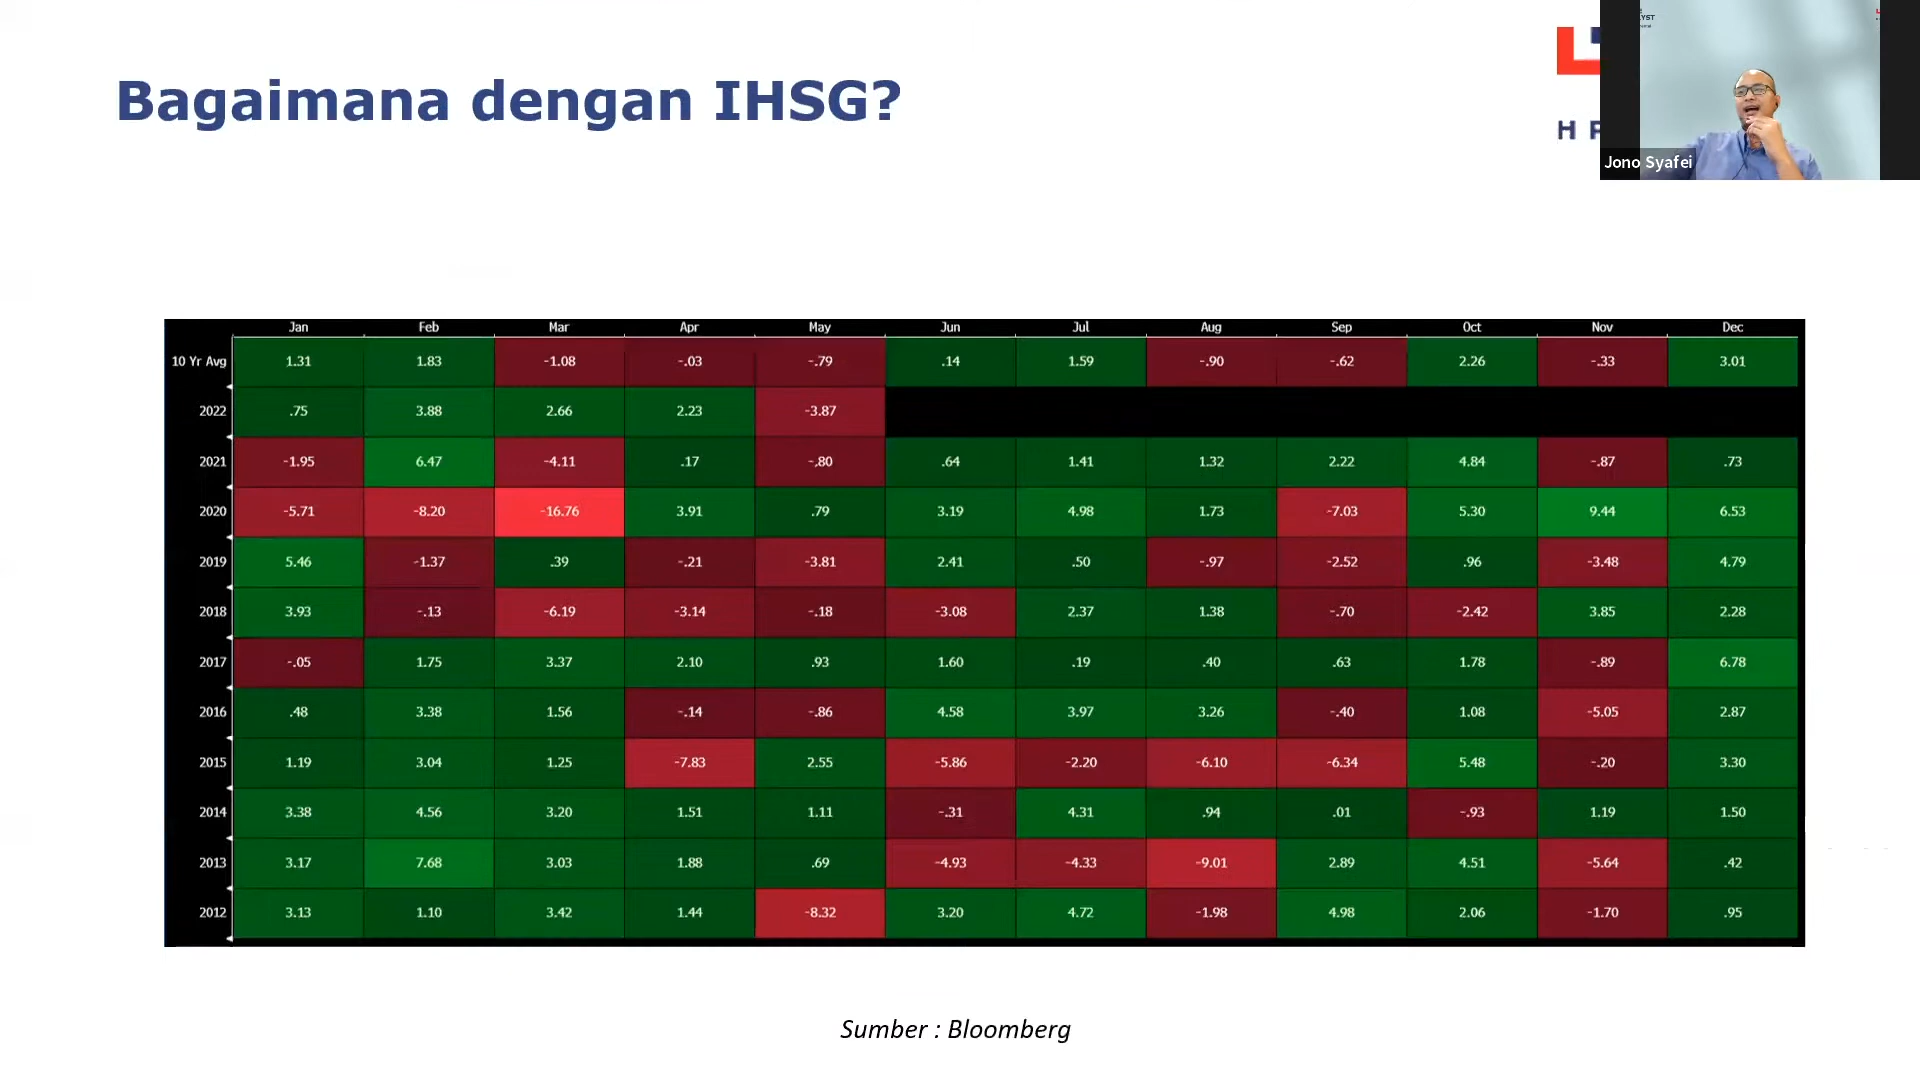 YST
Bagaimana dengan IHSG?
H
Jono Syafei
Jan Feb Mar Apr May Jun Jul Aug Sep Oct Nov Dec
10 Yr Avg 1.31 1.83 -1.08 -.03 -.79 .14 1.59 -.90 -.62 2.26 -.33 3.01
2022 .75 3.88 2.66 2.23 -3.87
2021 -1.95 6.47 -4.11 .17 -.80 .64 1.41 1.32 2.22 4.84 -.87 .73
2020 -5.71 -8.20 -16.76 3.91 .79 3.19 4.98 1.73 -7.03 5.30 9.44 6.53
2019 5.46 -1.37 .39 -.21 -3.81 2.41 .50 -.97 -2.52 .96 -3.48 4.79
2018 3.93 -.13 -6.19 -3.14 -.18 -3.08 2.37 1.38 -.70 -2.42 3.85 2.28
2017 -.05 1.75 3.37 2.10 .93 1.60 .19 .40 .63 1.78 -.89 6.78
2016 .48 3.38 1.56 -.14 -.86 4.58 3.97 3.26 -.40 1.08 -5.05 2.87
2015 1.19 3.04 1.25 -7.83 2.55 -5.86 -2.20 -6.10 -6.34 5.48 -.20 3.30
2014 3.38 4.56 3.20 1.51 1.11 -.31 4.31 .94 .01 -.93 1.19 1.50
2013 3.17 7.68 3.03 1.88 .69 -4.93 -4.33 -9.01 2.89 4.51 -5.64 .42
2012 3.13 1.10 3.42 1.44 -8.32 3.20 4.72 -1.98 4.98 2.06 -1.70 .95
Sumber : Bloomberg